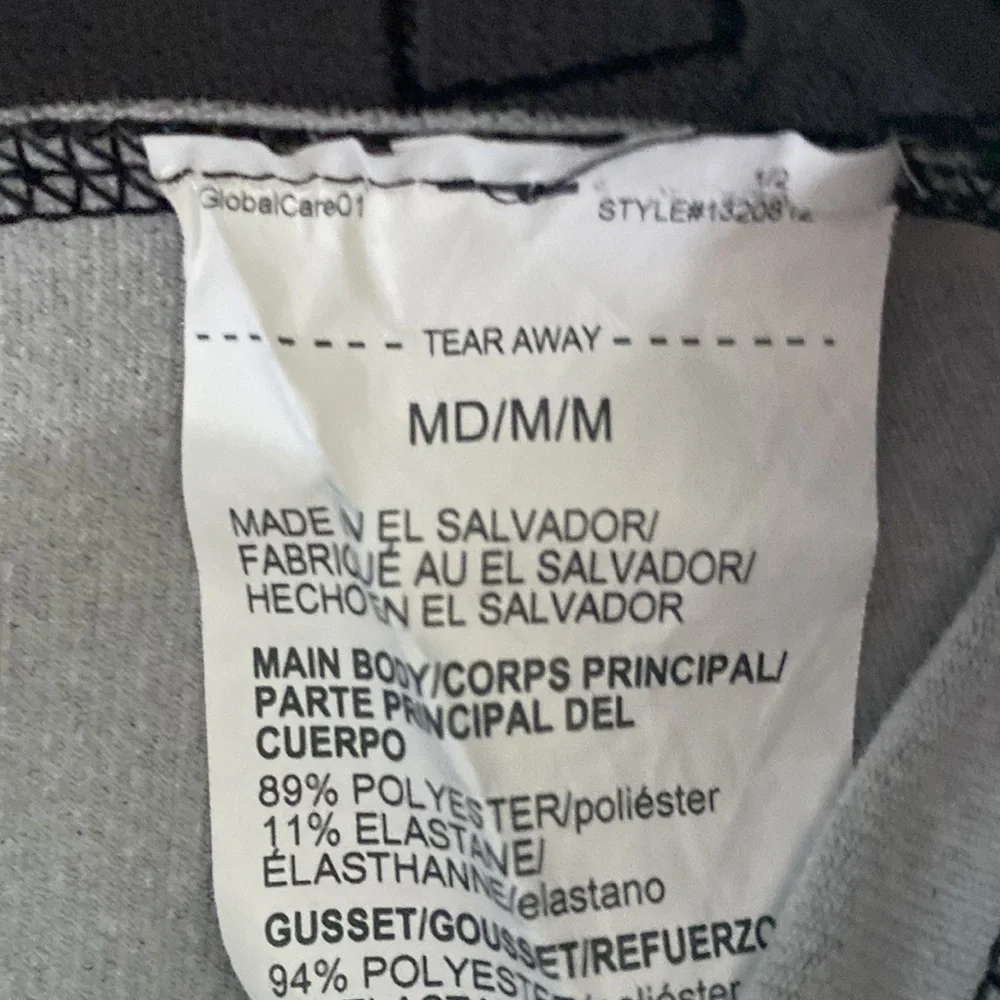 GlobalCare01
1/2
TEAR AWAY
MD/M/M
MADE IN EL SALVADOR/
FABRIQUÉ AU EL SALVADOR/
HECHO EN EL SALVADOR
MAIN BODY/CORPS PRINCIPAL/
PARTE PRINCIPAL DEL
CUERPO
89% POLYESTER/poliéster
11% ELASTANE/
ÉLASTHANNE/elastano
GUSSET/GOUSSET/REFUERZO
94% POLYESTER/poliéster